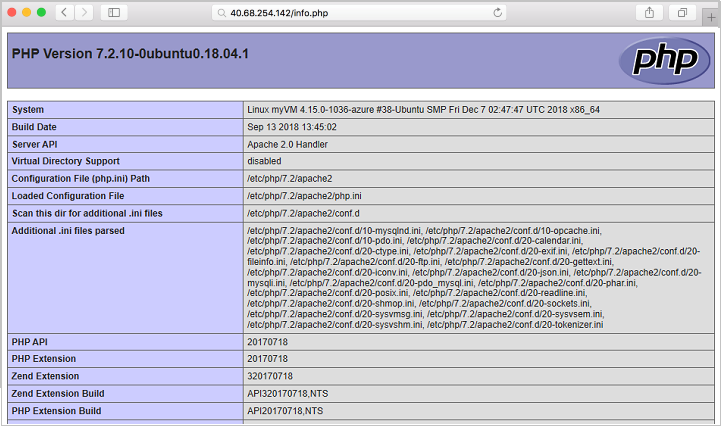 40.68.254.142/info.php
PHP Version 7.2.10-0ubuntu0.18.04.1
php
System Linux myVM 4.15.0-1036-azure #38-Ubuntu SMP Fri Dec 7 02:47:47 UTC 2018 x86_64
Build Date Sep 13 2018 13:45:02
Server API Apache 2.0 Handler
Virtual Directory Support disabled
Configuration File (php.ini) Path /etc/php/7.2/apache2
Loaded Configuration File /etc/php/7.2/apache2/php.ini
Scan this dir for additional .ini files /etc/php/7.2/apache2/conf.d
Additional .ini files parsed /etc/php/7.2/apache2/conf.d/10-mysqlnd.ini, /etc/php/7.2/apache2/conf.d/10-opcache.ini,
/etc/php/7.2/apache2/conf.d/10-pdo.ini, /etc/php/7.2/apache2/conf.d/20-calendar.ini,
/etc/php/7.2/apache2/conf.d/20-ctype.ini, /etc/php/7.2/apache2/conf.d/20-exif.ini, /etc/php/7.2/apache2/conf.d/20-
fileinfo.ini, /etc/php/7.2/apache2/conf.d/20-ftp.ini, /etc/php/7.2/apache2/conf.d/20-gettext.ini,
/etc/php/7.2/apache2/conf.d/20-iconv.ini, /etc/php/7.2/apache2/conf.d/20-json.ini, /etc/php/7.2/apache2/conf.d/20-
mysqli.ini, /etc/php/7.2/apache2/conf.d/20-pdo_mysql.ini, /etc/php/7.2/apache2/conf.d/20-phar.ini,
/etc/php/7.2/apache2/conf.d/20-posix.ini, /etc/php/7.2/apache2/conf.d/20-readline.ini,
/etc/php/7.2/apache2/conf.d/20-shmop.ini, /etc/php/7.2/apache2/conf.d/20-sockets.ini,
/etc/php/7.2/apache2/conf.d/20-sysvmsg.ini, /etc/php/7.2/apache2/conf.d/20-sysvsem.ini,
/etc/php/7.2/apache2/conf.d/20-sysvshm.ini, /etc/php/7.2/apache2/conf.d/20-tokenizer.ini
PHP API 20170718
PHP Extension 20170718
Zend Extension 320170718
Zend Extension Build API320170718,NTS
PHP Extension Build API20170718,NTS